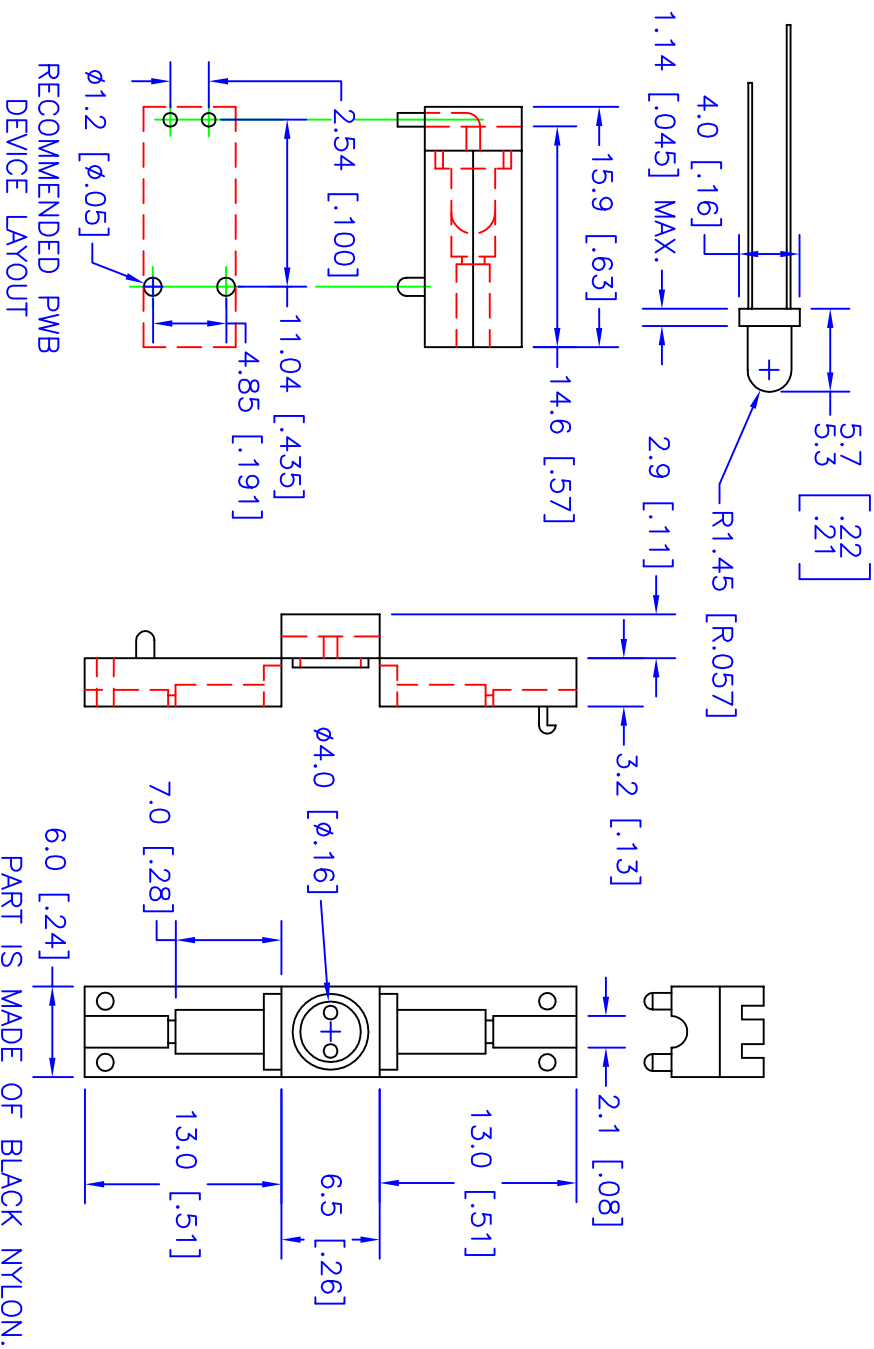 5.7 [.22]
5.3 [.21]
R1.45 [R.057]
4.0 [.16]
1.14 [.045] MAX.
15.9 [.63]
14.6 [.57]
2.54 [.100]
11.04 [.435]
4.85 [.191]
ø1.2 [ø.05]
RECOMMENDED PWB
DEVICE LAYOUT
2.9 [.11]
3.2 [.13]
ø4.0 [ø.16]
7.0 [.28]
6.0 [.24]
2.1 [.08]
13.0 [.51]
6.5 [.26]
13.0 [.51]
PART IS MADE OF BLACK NYLON.